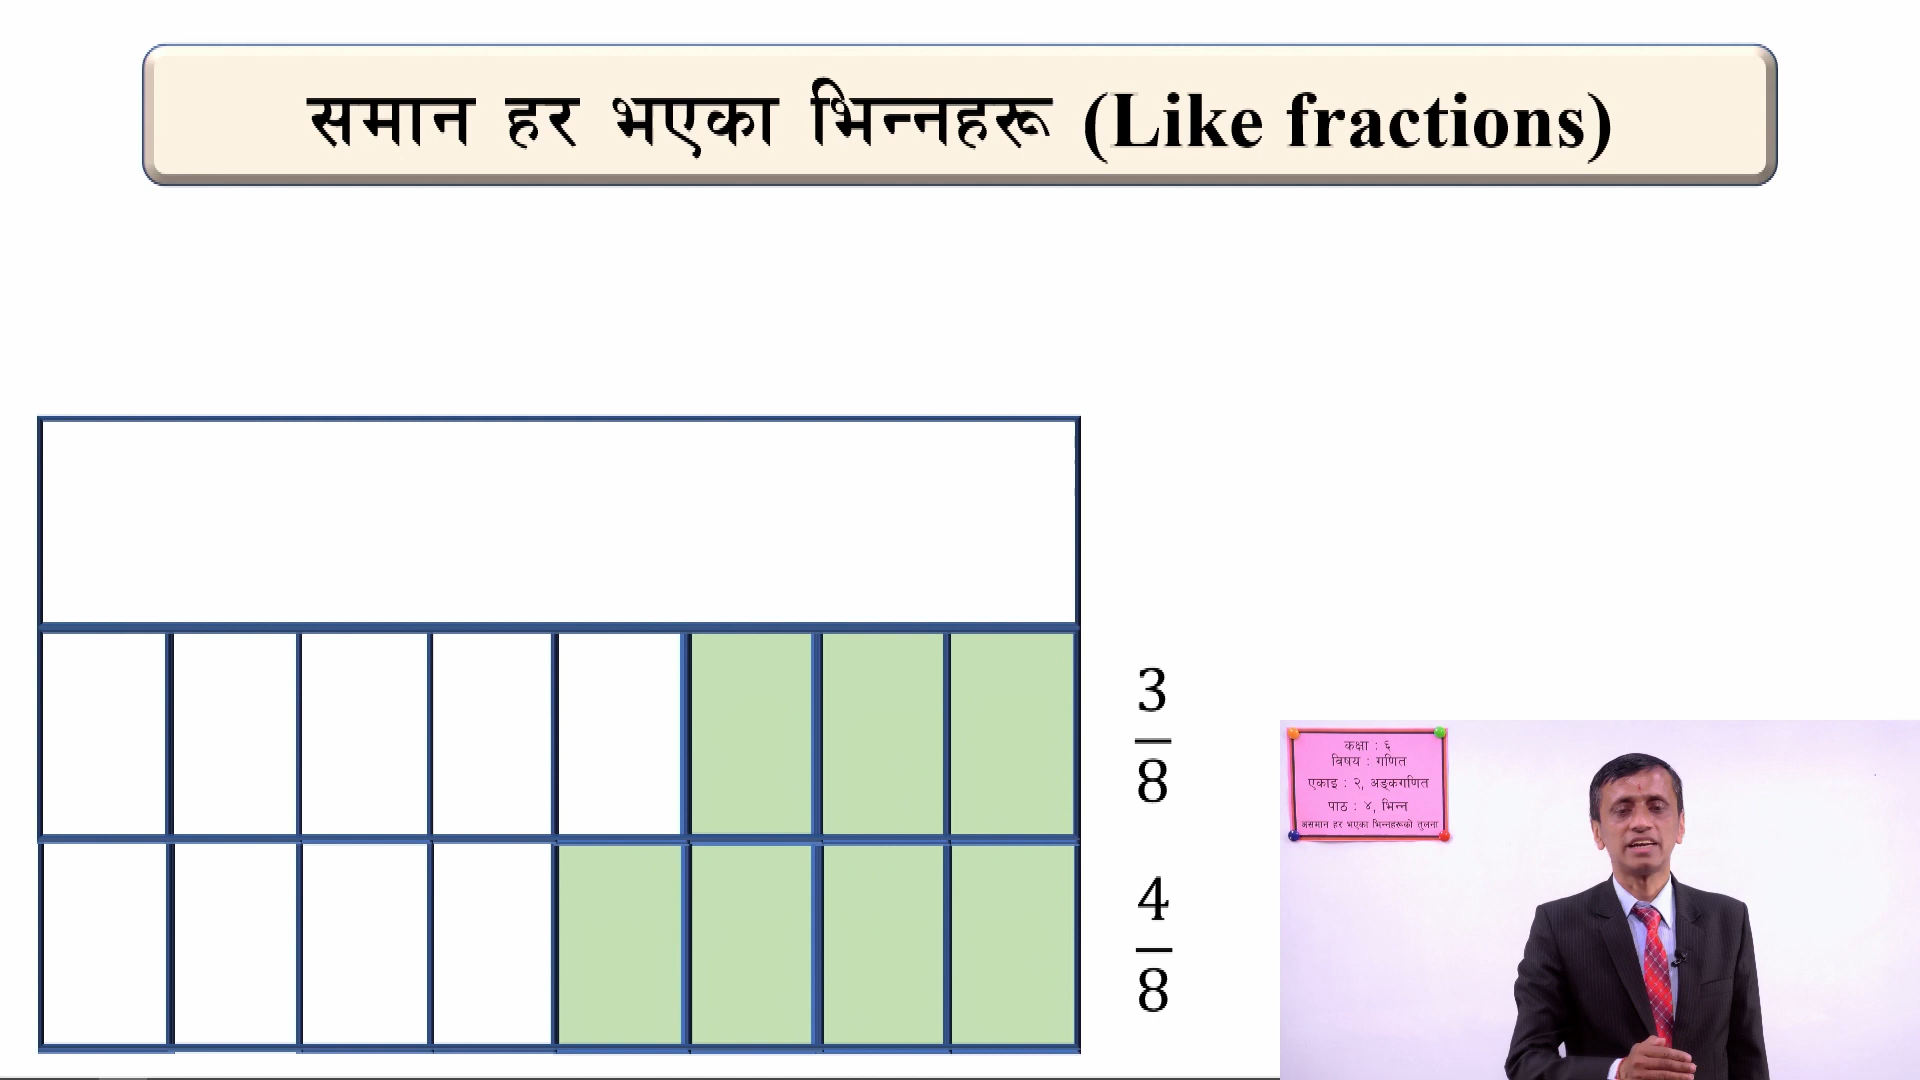 समान हर भएका भिन्नहरू (Like fractions)
3
8
4
8
कक्षा : ६
विषय : गणित
एकाइ : २, अङ्कगणित
पाठ : ४, भिन्न
असमान हर भएका भिन्नहरूको तुलना